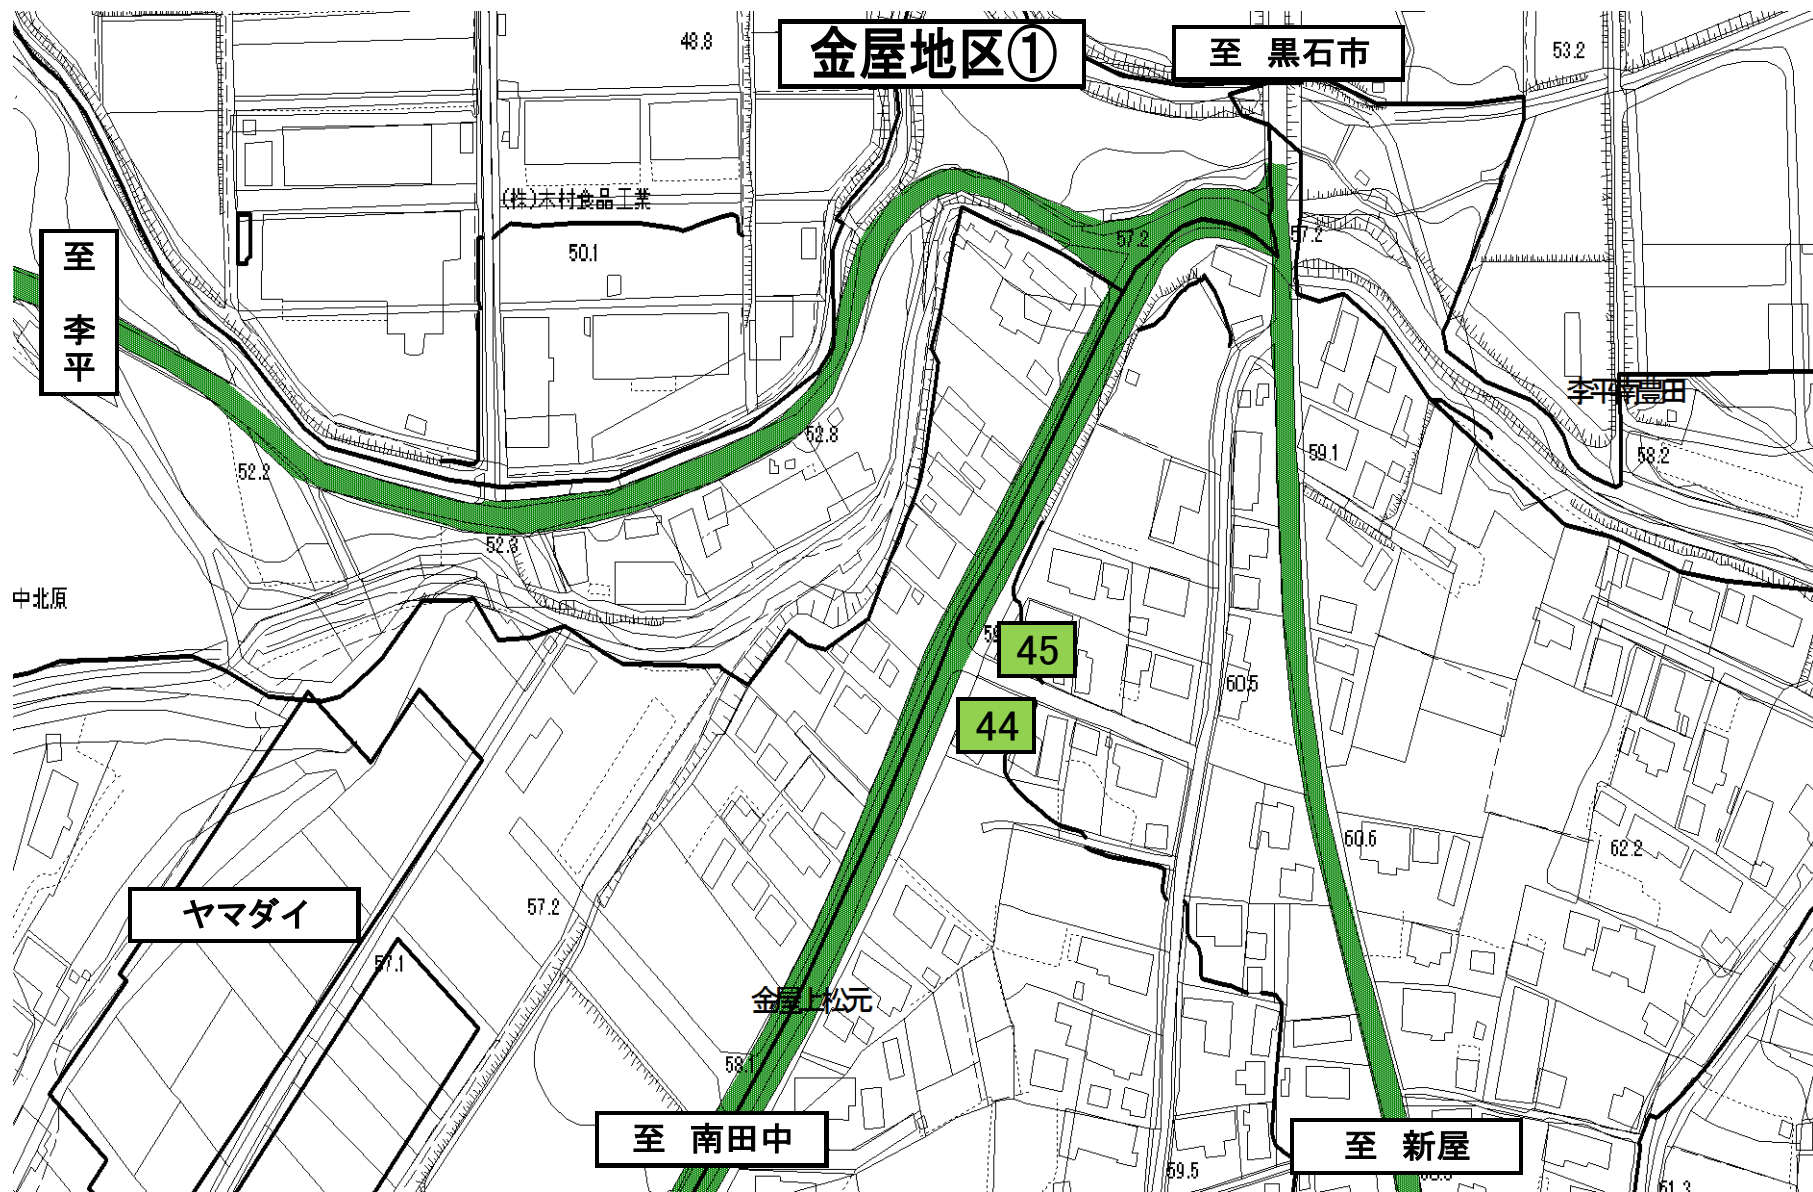 金屋地区①
至 黒石市
48.8
53.2
(株)木村食品工業
50.1
57.2
57.2
至 李平
李平南豊田
52.8
52.2
59.1
58.2
52.3
中北原
45
60.5
44
60.6
62.2
ヤマダイ
57.2
57.1
金屋上松元
58.1
至 南田中
至 新屋
59.5